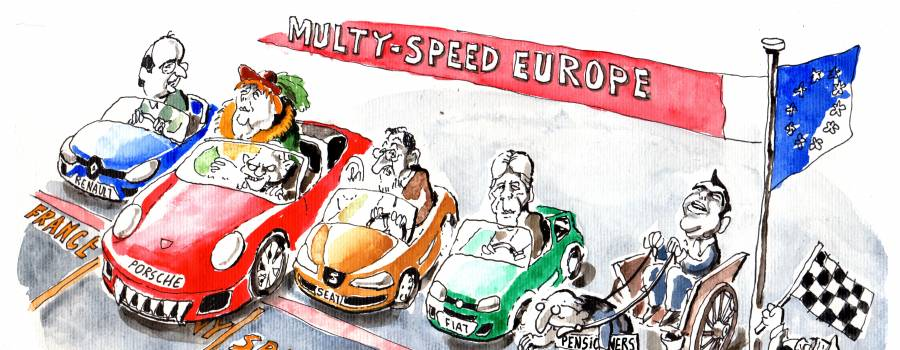 MULTY-SPEED EUROPE
RENAULT
FRANCE
PORSCHE
SEAT
FIAT
PENSIONERS